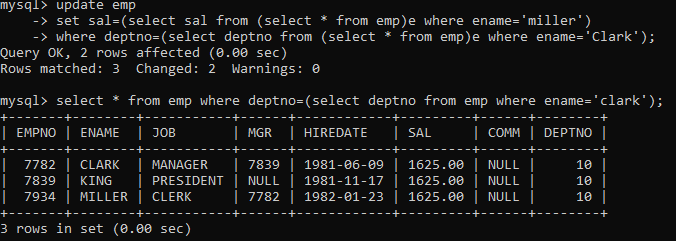 mysql> update emp
    -> set sal=(select sal from (select * from emp)e where ename='miller')
    -> where deptno=(select deptno from (select * from emp)e where ename='Clark');
Query OK, 2 rows affected (0.00 sec)
Rows matched: 3  Changed: 2  Warnings: 0

mysql> select * from emp where deptno=(select deptno from emp where ename='clark');
+-------+--------+-----------+------+------------+---------+------+--------+
| EMPNO | ENAME  | JOB       | MGR  | HIREDATE   | SAL     | COMM | DEPTNO |
+-------+--------+-----------+------+------------+---------+------+--------+
|  7782 | CLARK  | MANAGER   | 7839 | 1981-06-09 | 1625.00 | NULL |     10 |
|  7839 | KING   | PRESIDENT | NULL | 1981-11-17 | 1625.00 | NULL |     10 |
|  7934 | MILLER | CLERK     | 7782 | 1982-01-23 | 1625.00 | NULL |     10 |
+-------+--------+-----------+------+------------+---------+------+--------+
3 rows in set (0.00 sec)